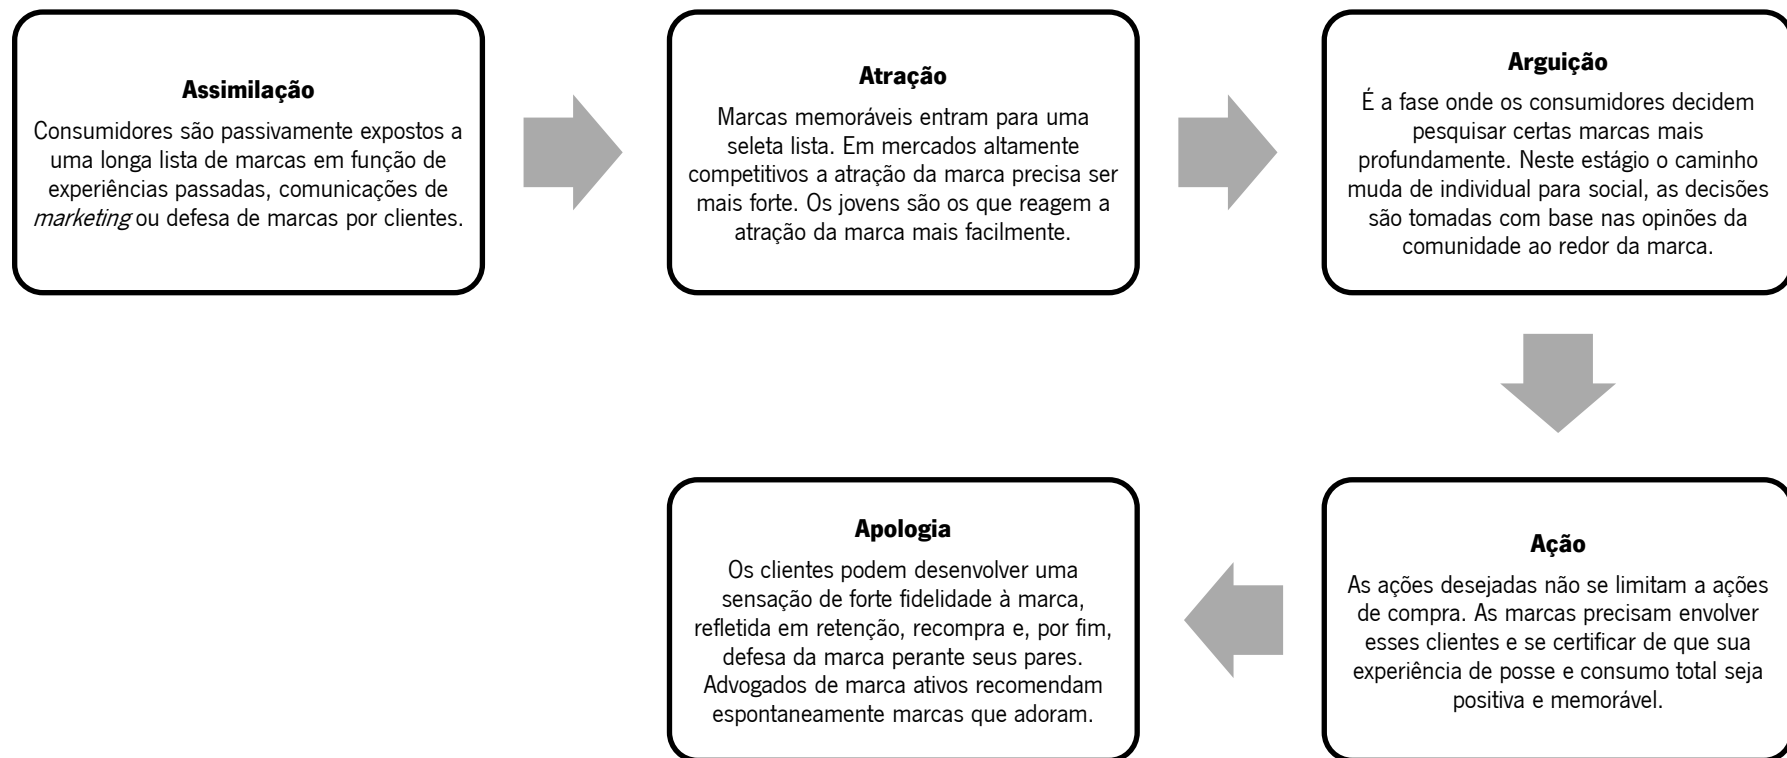 Assimilação
Consumidores são passivamente expostos a
uma longa lista de marcas em função de
experiências passadas, comunicações de
marketing ou defesa de marcas por clientes.
Atração
Marcas memoráveis entram para uma
seleta lista. Em mercados altamente
competitivos a atração da marca precisa ser
mais forte. Os jovens são os que reagem a
atração da marca mais facilmente.
Arguição
É a fase onde os consumidores decidem
pesquisar certas marcas mais
profundamente. Neste estágio o caminho
muda de individual para social, as decisões
são tomadas com base nas opinões da
comunidade ao redor da marca.
Ação
As ações desejadas não se limitam a ações
de compra. As marcas precisam envolver
esses clientes e se certificar de que sua
experiência de posse e consumo total seja
positiva e memorável.
Apologia
Os clientes podem desenvolver uma
sensação de forte fidelidade à marca,
refletida em retenção, recompra e, por fim,
defesa da marca perante seus pares.
Advogados de marca ativos recomendam
espontaneamente marcas que adoram.